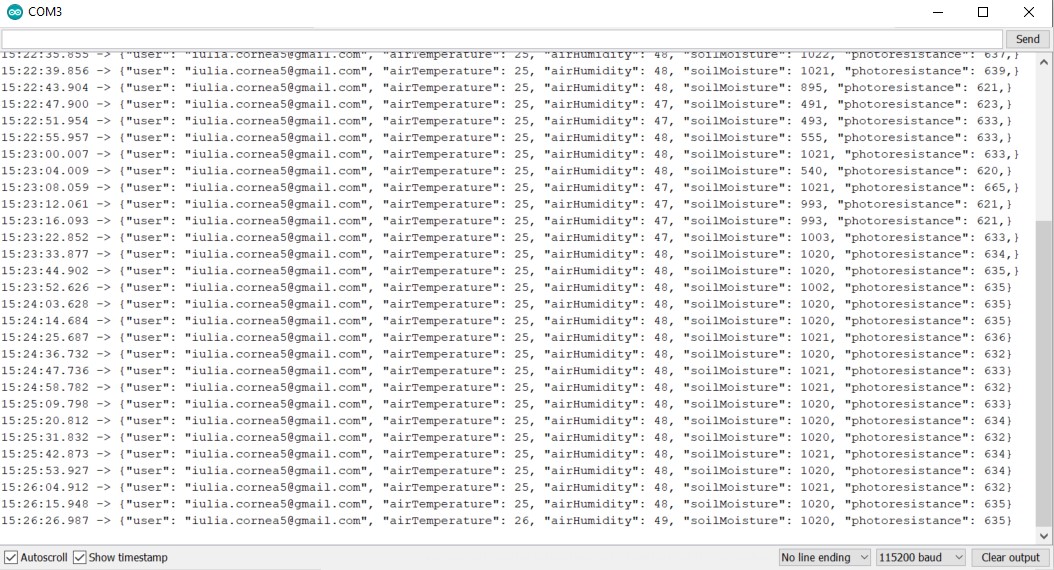 COM3
Send
15:22:35.855 -> {"user": "iulia.cornea5@gmail.com", "airTemperature": 25, "airHumidity": 48, "soilMoisture": 1022, "photoresistance": 637,}
15:22:39.856 -> {"user": "iulia.cornea5@gmail.com", "airTemperature": 25, "airHumidity": 48, "soilMoisture": 1021, "photoresistance": 639,}
15:22:43.904 -> {"user": "iulia.cornea5@gmail.com", "airTemperature": 25, "airHumidity": 48, "soilMoisture": 895, "photoresistance": 621,}
15:22:47.900 -> {"user": "iulia.cornea5@gmail.com", "airTemperature": 25, "airHumidity": 47, "soilMoisture": 491, "photoresistance": 623,}
15:22:51.954 -> {"user": "iulia.cornea5@gmail.com", "airTemperature": 25, "airHumidity": 47, "soilMoisture": 493, "photoresistance": 633,}
15:22:55.957 -> {"user": "iulia.cornea5@gmail.com", "airTemperature": 25, "airHumidity": 48, "soilMoisture": 555, "photoresistance": 633,}
15:23:00.007 -> {"user": "iulia.cornea5@gmail.com", "airTemperature": 25, "airHumidity": 48, "soilMoisture": 1021, "photoresistance": 633,}
15:23:04.009 -> {"user": "iulia.cornea5@gmail.com", "airTemperature": 25, "airHumidity": 48, "soilMoisture": 540, "photoresistance": 620,}
15:23:08.059 -> {"user": "iulia.cornea5@gmail.com", "airTemperature": 25, "airHumidity": 47, "soilMoisture": 1021, "photoresistance": 665,}
15:23:12.061 -> {"user": "iulia.cornea5@gmail.com", "airTemperature": 25, "airHumidity": 47, "soilMoisture": 993, "photoresistance": 621,}
15:23:16.093 -> {"user": "iulia.cornea5@gmail.com", "airTemperature": 25, "airHumidity": 47, "soilMoisture": 993, "photoresistance": 621,}
15:23:22.852 -> {"user": "iulia.cornea5@gmail.com", "airTemperature": 25, "airHumidity": 47, "soilMoisture": 1003, "photoresistance": 633,}
15:23:33.877 -> {"user": "iulia.cornea5@gmail.com", "airTemperature": 25, "airHumidity": 48, "soilMoisture": 1020, "photoresistance": 634,}
15:23:44.902 -> {"user": "iulia.cornea5@gmail.com", "airTemperature": 25, "airHumidity": 48, "soilMoisture": 1020, "photoresistance": 635,}
15:23:52.626 -> {"user": "iulia.cornea5@gmail.com", "airTemperature": 25, "airHumidity": 48, "soilMoisture": 1002, "photoresistance": 635}
15:24:03.628 -> {"user": "iulia.cornea5@gmail.com", "airTemperature": 25, "airHumidity": 48, "soilMoisture": 1020, "photoresistance": 635}
15:24:14.684 -> {"user": "iulia.cornea5@gmail.com", "airTemperature": 25, "airHumidity": 48, "soilMoisture": 1020, "photoresistance": 635}
15:24:25.687 -> {"user": "iulia.cornea5@gmail.com", "airTemperature": 25, "airHumidity": 48, "soilMoisture": 1021, "photoresistance": 636}
15:24:36.732 -> {"user": "iulia.cornea5@gmail.com", "airTemperature": 25, "airHumidity": 48, "soilMoisture": 1020, "photoresistance": 632}
15:24:47.736 -> {"user": "iulia.cornea5@gmail.com", "airTemperature": 25, "airHumidity": 48, "soilMoisture": 1021, "photoresistance": 633}
15:24:58.782 -> {"user": "iulia.cornea5@gmail.com", "airTemperature": 25, "airHumidity": 48, "soilMoisture": 1021, "photoresistance": 632}
15:25:09.798 -> {"user": "iulia.cornea5@gmail.com", "airTemperature": 25, "airHumidity": 48, "soilMoisture": 1020, "photoresistance": 633}
15:25:20.812 -> {"user": "iulia.cornea5@gmail.com", "airTemperature": 25, "airHumidity": 48, "soilMoisture": 1020, "photoresistance": 634}
15:25:31.832 -> {"user": "iulia.cornea5@gmail.com", "airTemperature": 25, "airHumidity": 48, "soilMoisture": 1020, "photoresistance": 632}
15:25:42.873 -> {"user": "iulia.cornea5@gmail.com", "airTemperature": 25, "airHumidity": 48, "soilMoisture": 1021, "photoresistance": 634}
15:25:53.927 -> {"user": "iulia.cornea5@gmail.com", "airTemperature": 25, "airHumidity": 48, "soilMoisture": 1020, "photoresistance": 634}
15:26:04.912 -> {"user": "iulia.cornea5@gmail.com", "airTemperature": 25, "airHumidity": 48, "soilMoisture": 1021, "photoresistance": 632}
15:26:15.948 -> {"user": "iulia.cornea5@gmail.com", "airTemperature": 25, "airHumidity": 48, "soilMoisture": 1020, "photoresistance": 635}
15:26:26.987 -> {"user": "iulia.cornea5@gmail.com", "airTemperature": 26, "airHumidity": 49, "soilMoisture": 1020, "photoresistance": 635}
Autoscroll Show timestamp No line ending 115200 baud Clear output